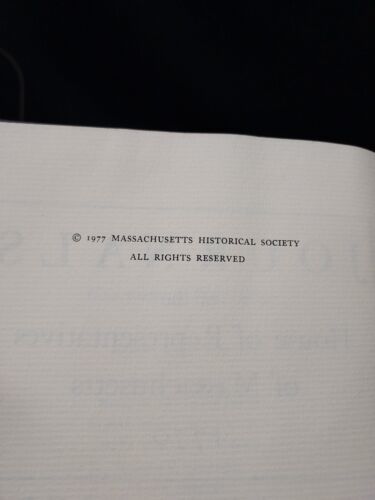 © 1977 MASSACHUSETTS HISTORICAL SOCIETY
ALL RIGHTS RESERVED